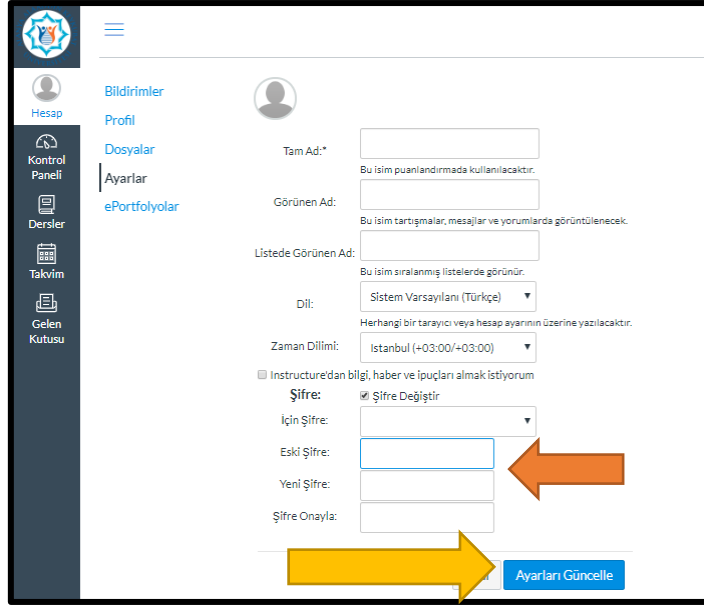 Hesap
Kontrol
Paneli
Dersler
Takvim
Gelen
Kutusu
Bildirimler
Profil
Dosyalar
Ayarlar
ePortfolyolar
Tam Ad:*
Bu isim puanlandırmada kullanılacaktır.
Görünen Ad:
Bu isim tartışmalar, mesajlar ve yorumlarda görüntülenecek.
Listede Görünen Ad:
Bu isim sıralanmış listelerde görünür.
Dil: Sistem Varsayılanı (Türkçe)
Herhangi bir tarayıcı veya hesap ayarının üzerine yazılacaktır.
Zaman Dilimi: Istanbul (+03:00/+03:00)
Instructure'dan bilgi, haber ve ipuçları almak istiyorum
Şifre: Şifre Değiştir
İçin Şifre:
Eski Şifre:
Yeni Şifre:
Şifre Onayla:
Ayarları Güncelle